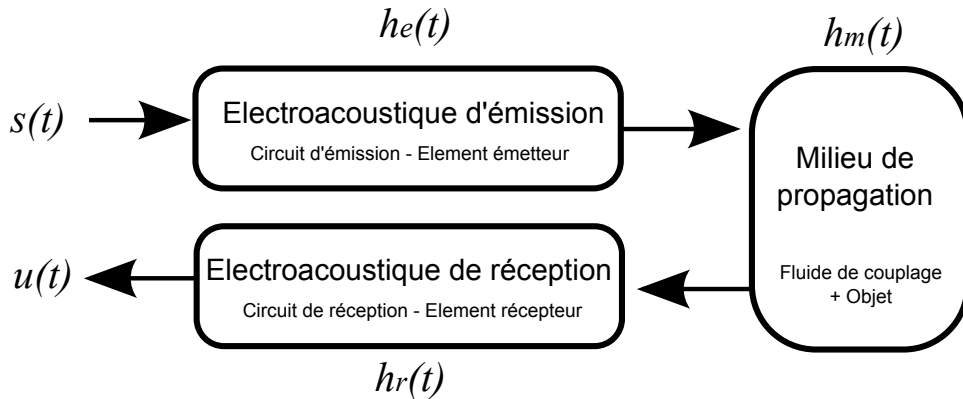 he(t)
hm(t)
s(t)
Electroacoustique d'émission
Circuit d'émission - Element émetteur
Milieu de
propagation
Fluide de couplage
+ Objet
u(t)
Electroacoustique de réception
Circuit de réception - Element récepteur
hr(t)